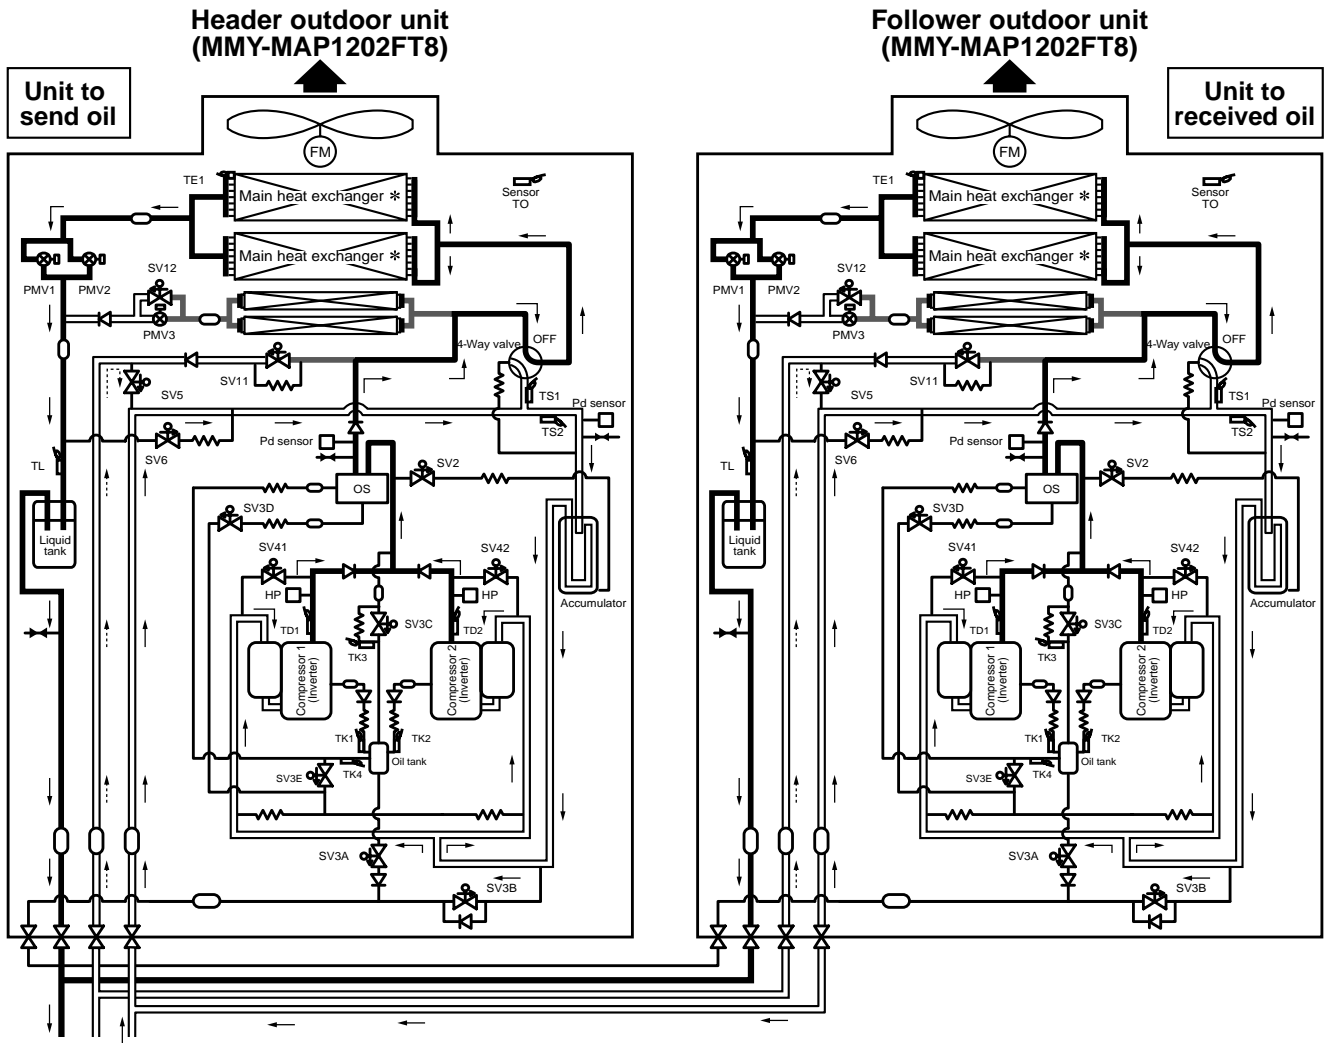 Header outdoor unit
(MMY-MAP1202FT8)
Unit to
send oil
FM
TE1
Main heat exchanger *
Sensor
TO
Main heat exchanger *
SV12
PMV1
PMV2
PMV3
OFF
4-Way valve
SV11
SV5
TS1
Pd sensor
TS2
Pd sensor
SV6
TL
SV2
OS
SV3D
Liquid
tank
SV41
SV42
HP
HP
Accumulator
TD1
SV3C
TD2
TK3
Compressor 1
(Inverter)
Compressor 2
(Inverter)
TK1
TK2
Oil tank
TK4
SV3E
SV3A
SV3B
Follower outdoor unit
(MMY-MAP1202FT8)
Unit to
received oil
FM
TE1
Main heat exchanger *
Sensor
TO
Main heat exchanger *
SV12
PMV1
PMV2
PMV3
OFF
4-Way valve
SV11
SV5
TS1
Pd sensor
TS2
Pd sensor
SV6
TL
SV2
OS
SV3D
Liquid
tank
SV41
SV42
HP
HP
Accumulator
TD1
SV3C
TD2
TK3
Compressor 1
(Inverter)
Compressor 2
(Inverter)
TK1
TK2
Oil tank
TK4
SV3E
SV3A
SV3B